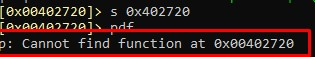 [0x00402720]> s 0x402720
[0x00402720]> pdf
p: Cannot find function at 0x00402720